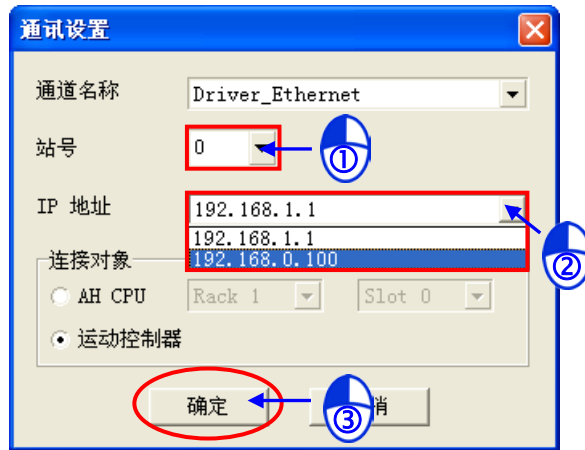 通讯设置
通道名称 Driver_Ethernet
站号 0
①
IP 地址 192.168.1.1
192.168.1.1
192.168.0.100
②
连接对象
AH CPU Rack 1 Slot 0
运动控制器
确定 ③ 消